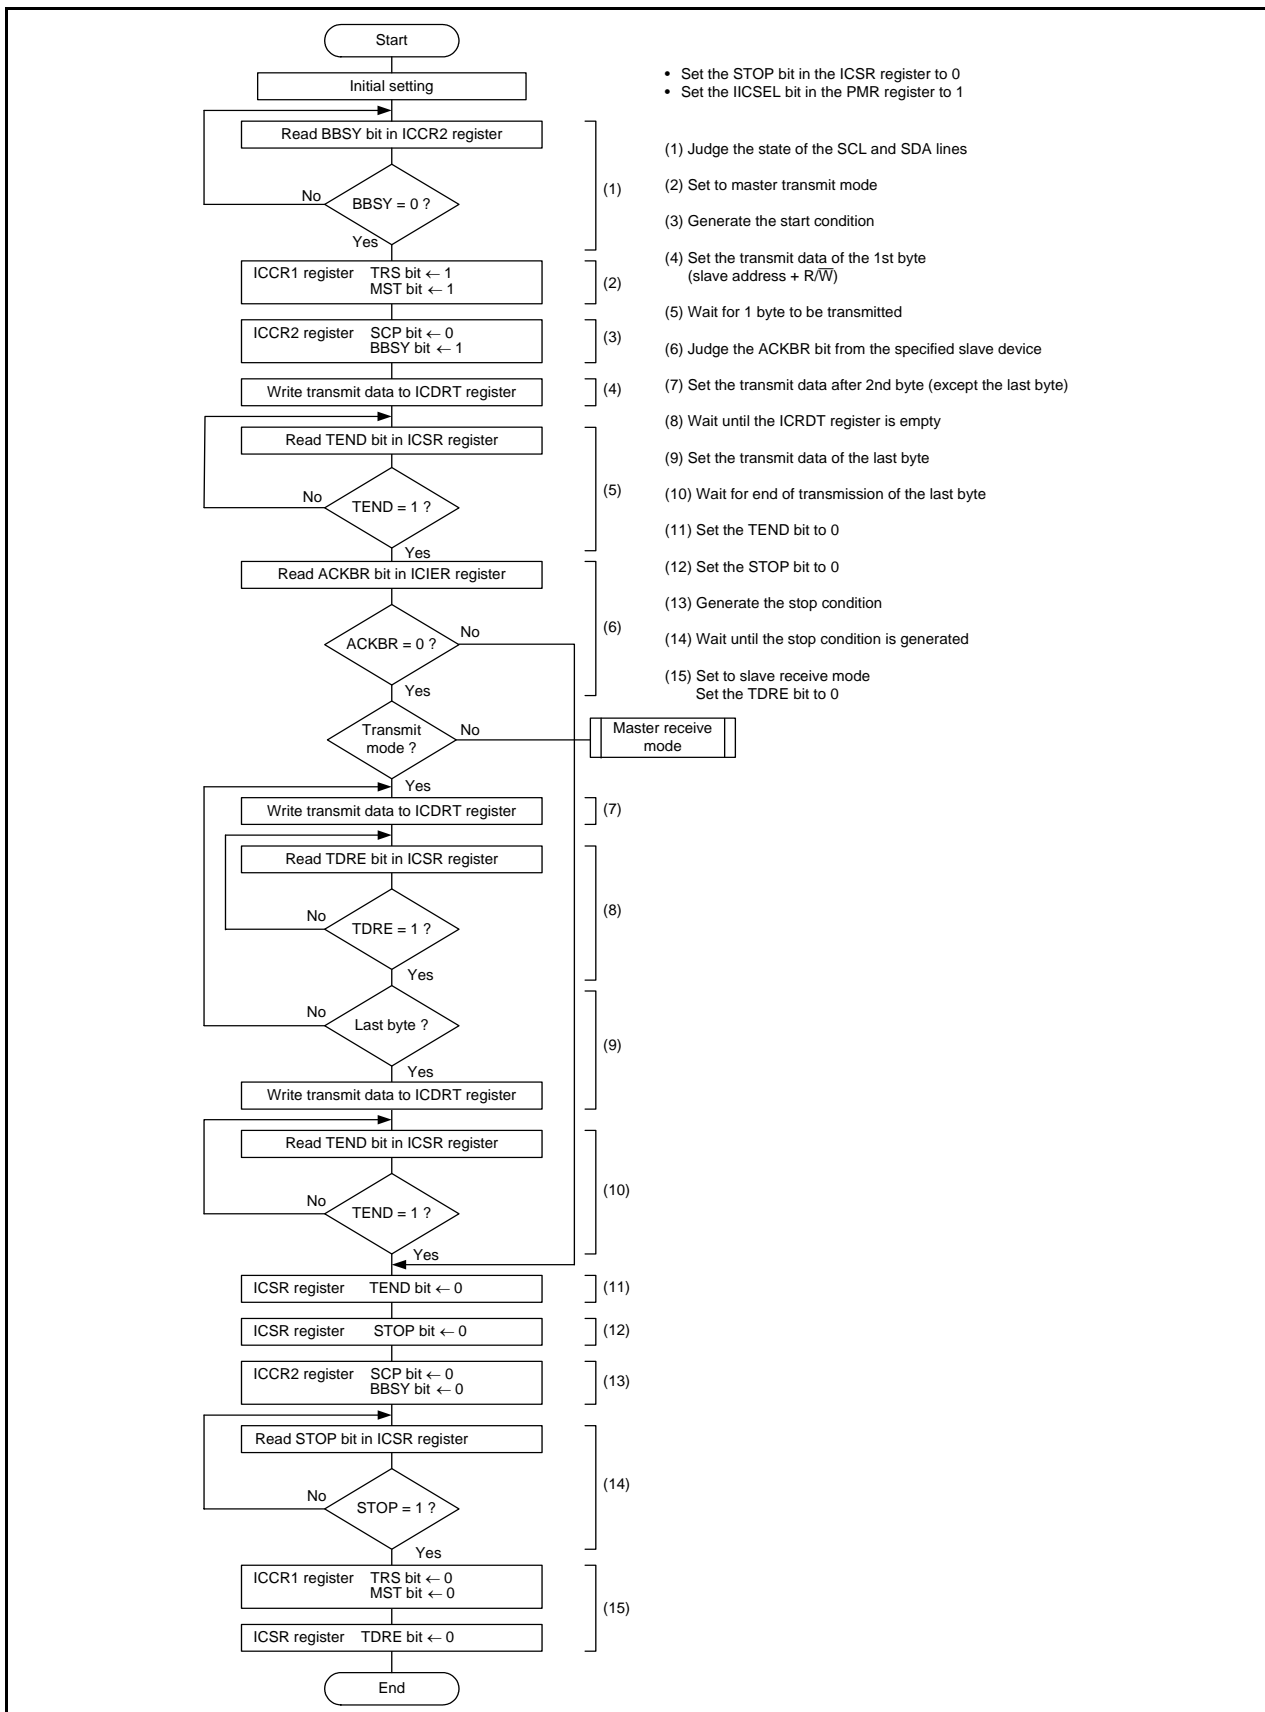 Start
Initial setting
• Set the STOP bit in the ICSR register to 0
• Set the IICSEL bit in the PMR register to 1
Read BBSY bit in ICCR2 register
BBSY = 0 ?
No
Yes
(1)
ICCR1 register TRS bit ← 1
MST bit ← 1
(2)
ICCR2 register SCP bit ← 0
BBSY bit ← 1
(3)
Write transmit data to ICDRT register
(4)
Read TEND bit in ICSR register
TEND = 1 ?
No
Yes
(5)
Read ACKBR bit in ICIER register
ACKBR = 0 ?
No
Yes
(6)
Transmit
mode ?
No
Yes
Master receive
mode
Write transmit data to ICDRT register
(7)
Read TDRE bit in ICSR register
TDRE = 1 ?
No
Yes
(8)
Last byte ?
No
Yes
Write transmit data to ICDRT register
(9)
Read TEND bit in ICSR register
TEND = 1 ?
No
Yes
(10)
ICSR register TEND bit ← 0
(11)
ICSR register STOP bit ← 0
(12)
ICCR2 register SCP bit ← 0
BBSY bit ← 0
(13)
Read STOP bit in ICSR register
STOP = 1 ?
No
Yes
(14)
ICCR1 register TRS bit ← 0
MST bit ← 0
ICSR register TDRE bit ← 0
(15)
End
(1) Judge the state of the SCL and SDA lines
(2) Set to master transmit mode
(3) Generate the start condition
(4) Set the transmit data of the 1st byte
(slave address + R/W̅)
(5) Wait for 1 byte to be transmitted
(6) Judge the ACKBR bit from the specified slave device
(7) Set the transmit data after 2nd byte (except the last byte)
(8) Wait until the ICRDT register is empty
(9) Set the transmit data of the last byte
(10) Wait for end of transmission of the last byte
(11) Set the TEND bit to 0
(12) Set the STOP bit to 0
(13) Generate the stop condition
(14) Wait until the stop condition is generated
(15) Set to slave receive mode
Set the TDRE bit to 0